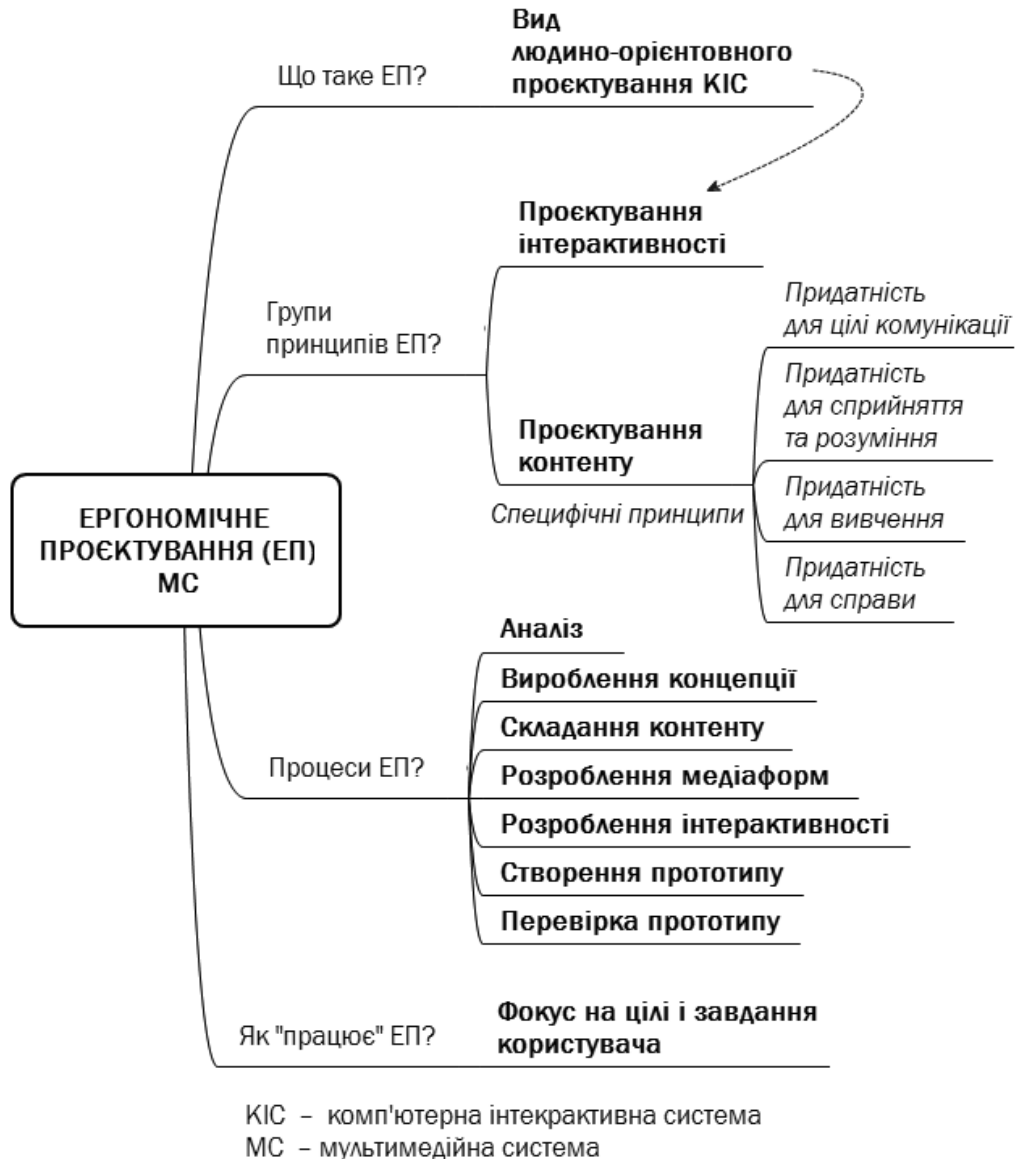 Вид
людино-орієнтовного
проєктування КІС
Що таке ЕП?
Проєктування
інтерактивності
Групи
принципів ЕП?
Придатність
для цілі комунікації
Придатність
для сприйняття
та розуміння
Проєктування
контенту
Специфічні принципи
Придатність
для вивчення
Придатність
для справи
ЕРГОНОМІЧНЕ
ПРОЄКТУВАННЯ (ЕП)
МС
Аналіз
Вироблення концепції
Складання контенту
Процеси ЕП?
Розроблення медіаформ
Розроблення інтерактивності
Створення прототипу
Перевірка прототипу
Як "працює" ЕП?
Фокус на цілі і завдання
користувача
КІС – комп'ютерна інтекрактивна система
МС – мультимедійна система